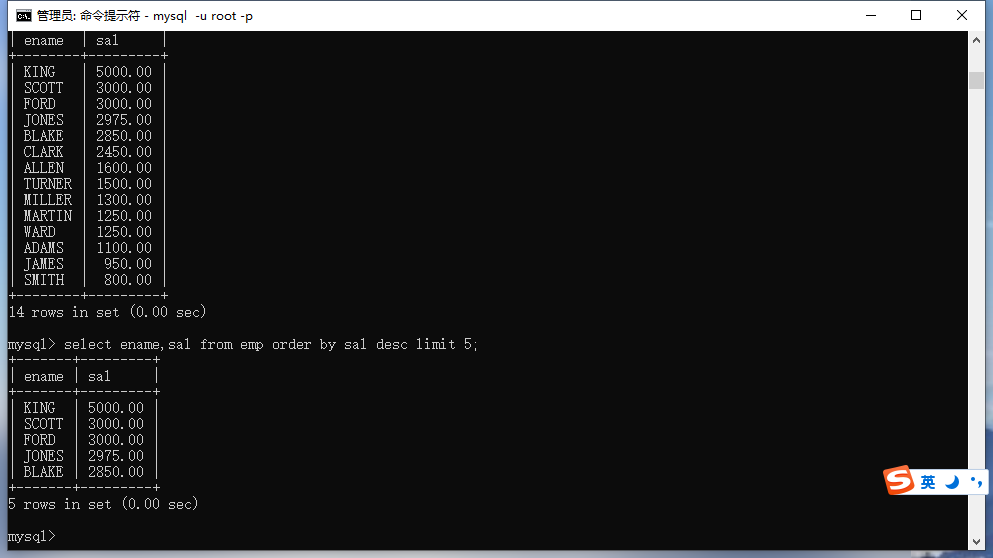 管理员: 命令提示符 - mysql  -u root -p
| ename  | sal     |
+--------+---------+
| KING   | 5000.00 |
| SCOTT  | 3000.00 |
| FORD   | 3000.00 |
| JONES  | 2975.00 |
| BLAKE  | 2850.00 |
| CLARK  | 2450.00 |
| ALLEN  | 1600.00 |
| TURNER | 1500.00 |
| MILLER | 1300.00 |
| MARTIN | 1250.00 |
| WARD   | 1250.00 |
| ADAMS  | 1100.00 |
| JAMES  |  950.00 |
| SMITH  |  800.00 |
+--------+---------+
14 rows in set (0.00 sec)
mysql> select ename,sal from emp order by sal desc limit 5;
+-------+---------+
| ename | sal     |
+-------+---------+
| KING  | 5000.00 |
| SCOTT | 3000.00 |
| FORD  | 3000.00 |
| JONES | 2975.00 |
| BLAKE | 2850.00 |
+-------+---------+
5 rows in set (0.00 sec)
mysql>
S 英